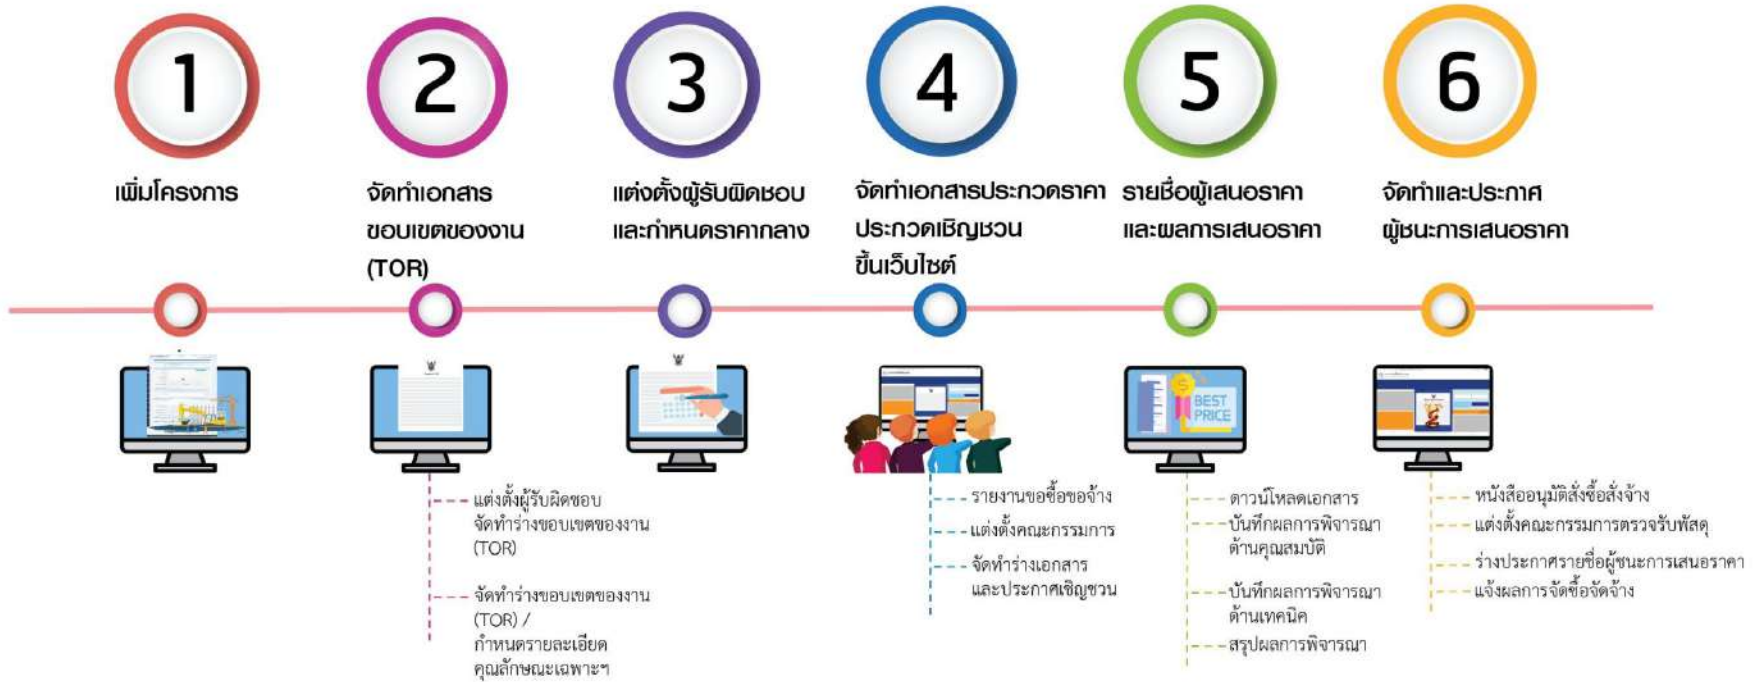 1
เพิ่มโครงการ
2
จัดทำเอกสาร
ขอบเขตของงาน
(TOR)
3
แต่งตั้งผู้รับผิดชอบ
และกำหนดราคากลาง
4
จัดทำเอกสารประกวดราคา
ประกวดเชิญชวน
ขึ้นเว็บไซต์
5
รายชื่อผู้เสนอราคา
และผลการเสนอราคา
6
จัดทำและประกาศ
ผู้ชนะการเสนอราคา
BEST
PRICE
แต่งตั้งผู้รับผิดชอบ
จัดทำร่างขอบเขตของงาน
(TOR)
จัดทำร่างขอบเขตของงาน
(TOR) /
กำหนดรายละเอียด
คุณลักษณะเฉพาะฯ
รายงานขอซื้อขอจ้าง
แต่งตั้งคณะกรรมการ
จัดทำร่างเอกสาร
และประกาศเชิญชวน
ดาวน์โหลดเอกสาร
บันทึกผลการพิจารณา
ด้านคุณสมบัติ
บันทึกผลการพิจารณา
ด้านเทคนิค
สรุปผลการพิจารณา
หนังสืออนุมัติสั่งซื้อสั่งจ้าง
แต่งตั้งคณะกรรมการตรวจรับพัสดุ
ร่างประกาศรายชื่อผู้ชนะการเสนอราคา
แจ้งผลการจัดซื้อจัดจ้าง